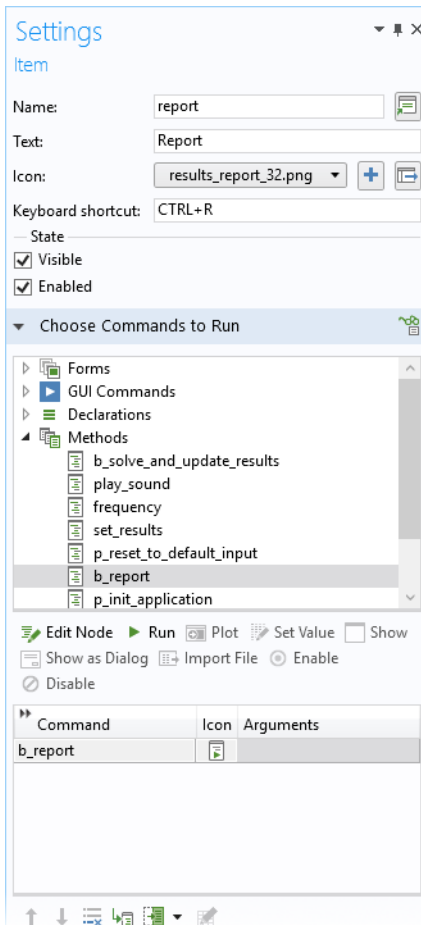 Settings
Item
Name: report
Text: Report
Icon: results_report_32.png
Keyboard shortcut: CTRL+R
State
Visible
Enabled
Choose Commands to Run
Forms
GUI Commands
Declarations
Methods
b_solve_and_update_results
play_sound
frequency
set_results
p_reset_to_default_input
b_report
p_init_application
Edit Node Run Plot Set Value Show
Show as Dialog Import File Enable
Disable
Command Icon Arguments
b_report